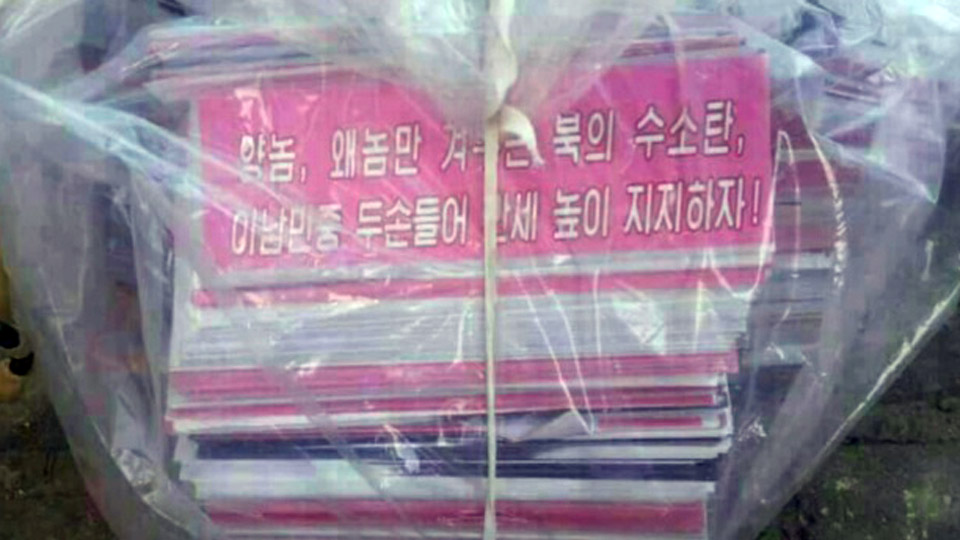 양놈, 왜놈만 북의 수소탄,
이남민중 두손들어 높이 지지하자!